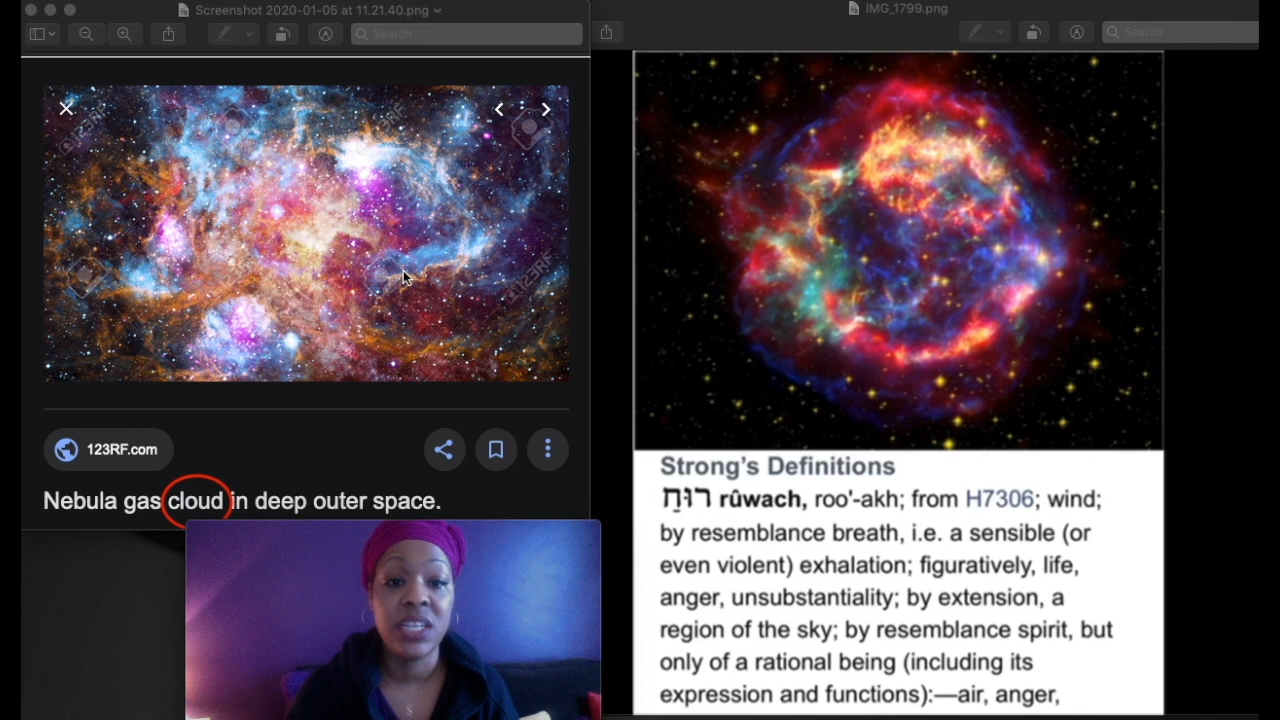 Screenshot 2020-01-05 at 11.21.40.png
Search
123RF
123RF
123RF
123RF.com
Nebula gas cloud in deep outer space.
IMG_1799.png
Search
Strong's Definitions
רוּחַ rûwach, roo'-akh; from H7306; wind;
by resemblance breath, i.e. a sensible (or
even violent) exhalation; figuratively, life,
anger, unsubstantiality; by extension, a
region of the sky; by resemblance spirit, but
only of a rational being (including its
expression and functions):—air, anger,